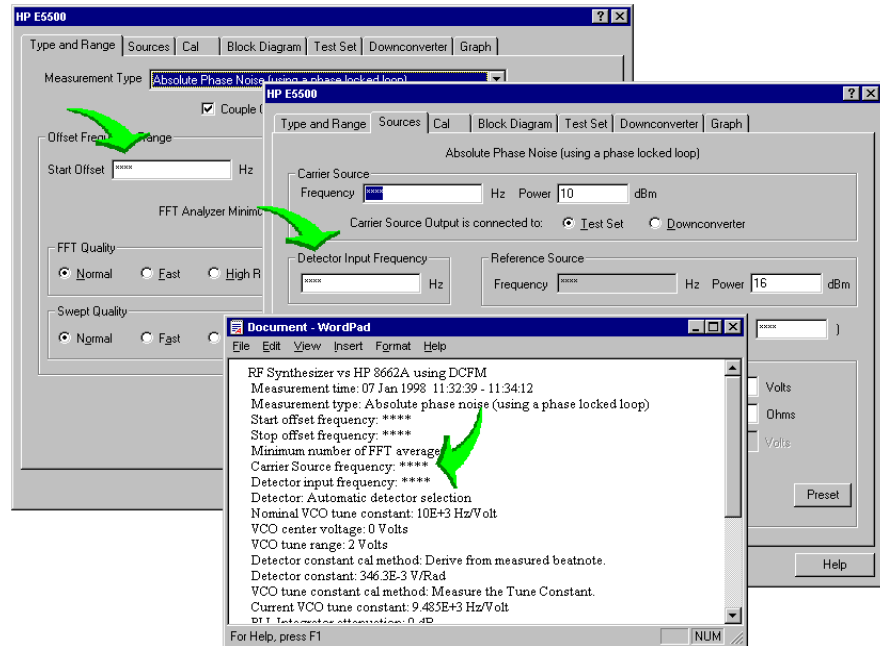 HP E5500
Type and Range Sources Cal Block Diagram Test Set Downconverter Graph
Measurement Type Absolute Phase Noise (using a phase locked loop)
Couple
Offset Range
Start Offset **** Hz
FFT Analyzer
FFT Quality
Normal Fast High R
Swept Quality
Normal Fast
HP E5500
Type and Range Sources Cal Block Diagram Test Set Downconverter Graph
Absolute Phase Noise (using a phase locked loop)
Carrier Source
Frequency **** Hz Power 10 dBm
Carrier Source Output is connected to: Test Set Downconverter
Detector Input Frequency
**** Hz
Reference Source
Frequency **** Hz Power 16 dBm
**** )
Volts
Ohms
Volts
Preset
Help
Document - WordPad
File Edit View Insert Format Help
RF Synthesizer vs HP 8662A using DCFM
Measurement time: 07 Jan 1998 11:32:39 - 11:34:12
Measurement type: Absolute phase noise (using a phase locked loop)
Start offset frequency: ****
Stop offset frequency: ****
Minimum number of FFT average
Carrier Source frequency: ****
Detector input frequency: ****
Detector: Automatic detector selection
Nominal VCO tune constant: 10E+3 Hz/Volt
VCO center voltage: 0 Volts
VCO tune range: 2 Volts
Detector constant cal method: Derive from measured beatnote.
Detector constant: 346.3E-3 V/Rad
VCO tune constant cal method: Measure the Tune Constant.
Current VCO tune constant: 9.485E+3 Hz/Volt
PLL Integrator attenuation: 0 dB
For Help, press F1 NUM